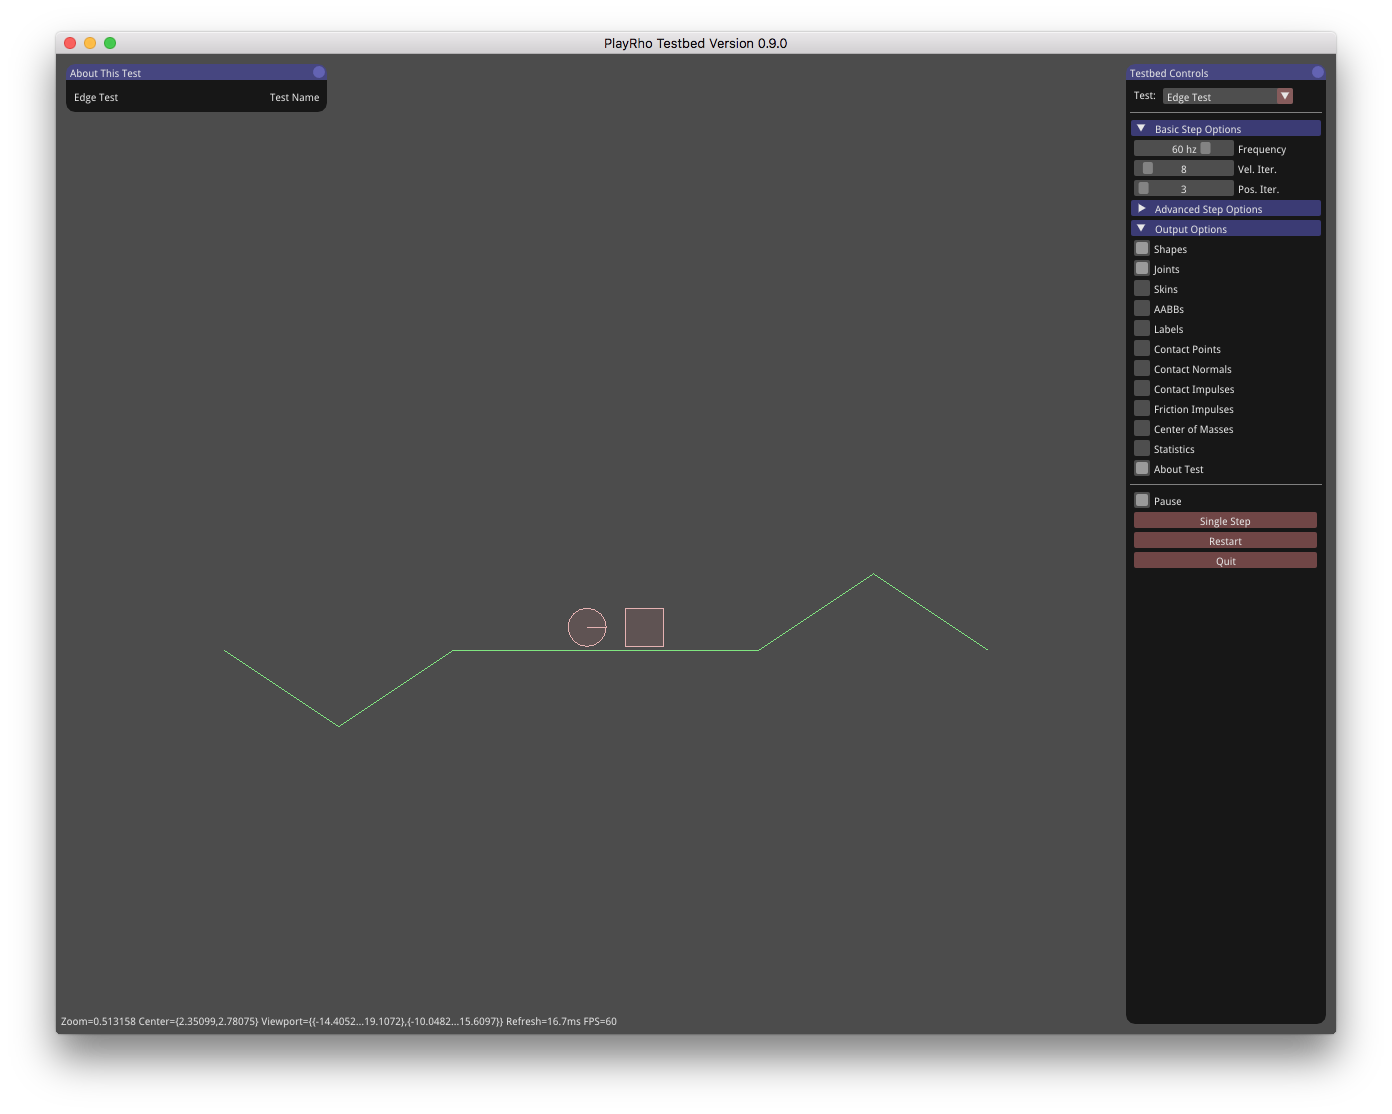 PlayRho Testbed Version 0.9.0
About This Test
Edge Test Test Name
Testbed Controls
Test: Edge Test
Basic Step Options
60 hz Frequency
8 Vel. Iter.
3 Pos. Iter.
Advanced Step Options
Output Options
Shapes
Joints
Skins
AABBs
Labels
Contact Points
Contact Normals
Contact Impulses
Friction Impulses
Center of Masses
Statistics
About Test
Pause
Single Step
Restart
Quit
Zoom=0.513158 Center={2.35099,2.78075} Viewport={{-14.4052...19.1072},{-10.0482...15.6097}} Refresh=16.7ms FPS=60